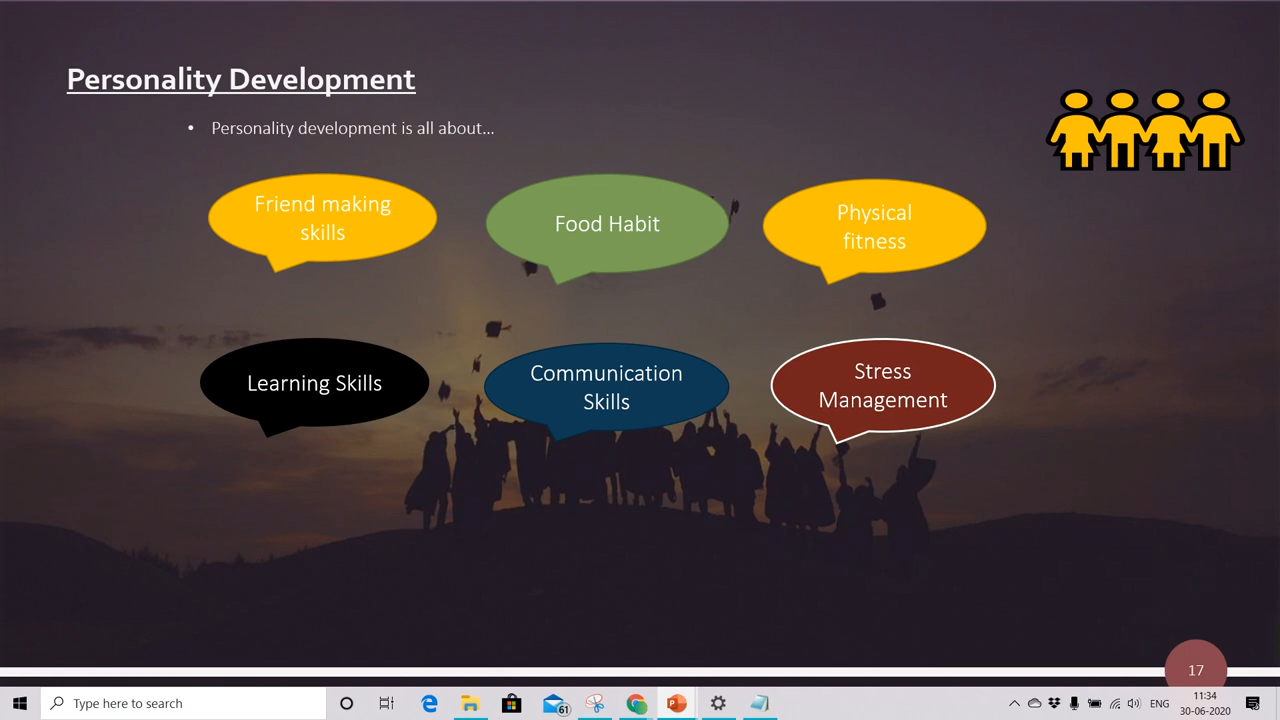 Personality Development
• Personality development is all about...
Friend making
skills
Food Habit
Physical
fitness
Learning Skills
Communication
Skills
Stress
Management
17
Type here to search
61
ENG
11:34
30-06-2020